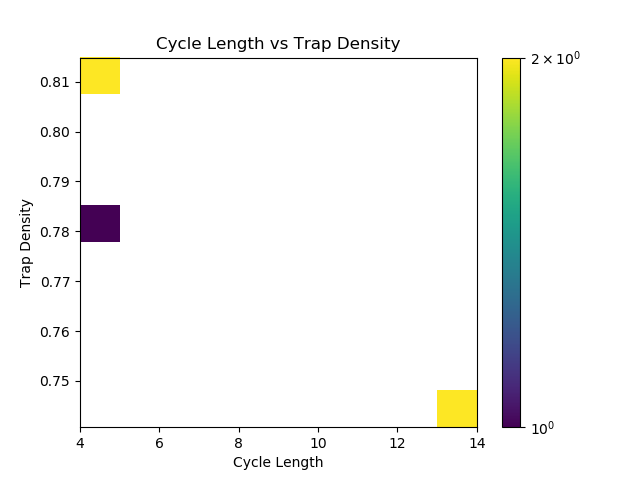 Cycle Length vs Trap Density
Trap Density
0.81
0.80
0.79
0.78
0.77
0.76
0.75
4 6 8 10 12 14
Cycle Length
2 × 10⁰
10⁰